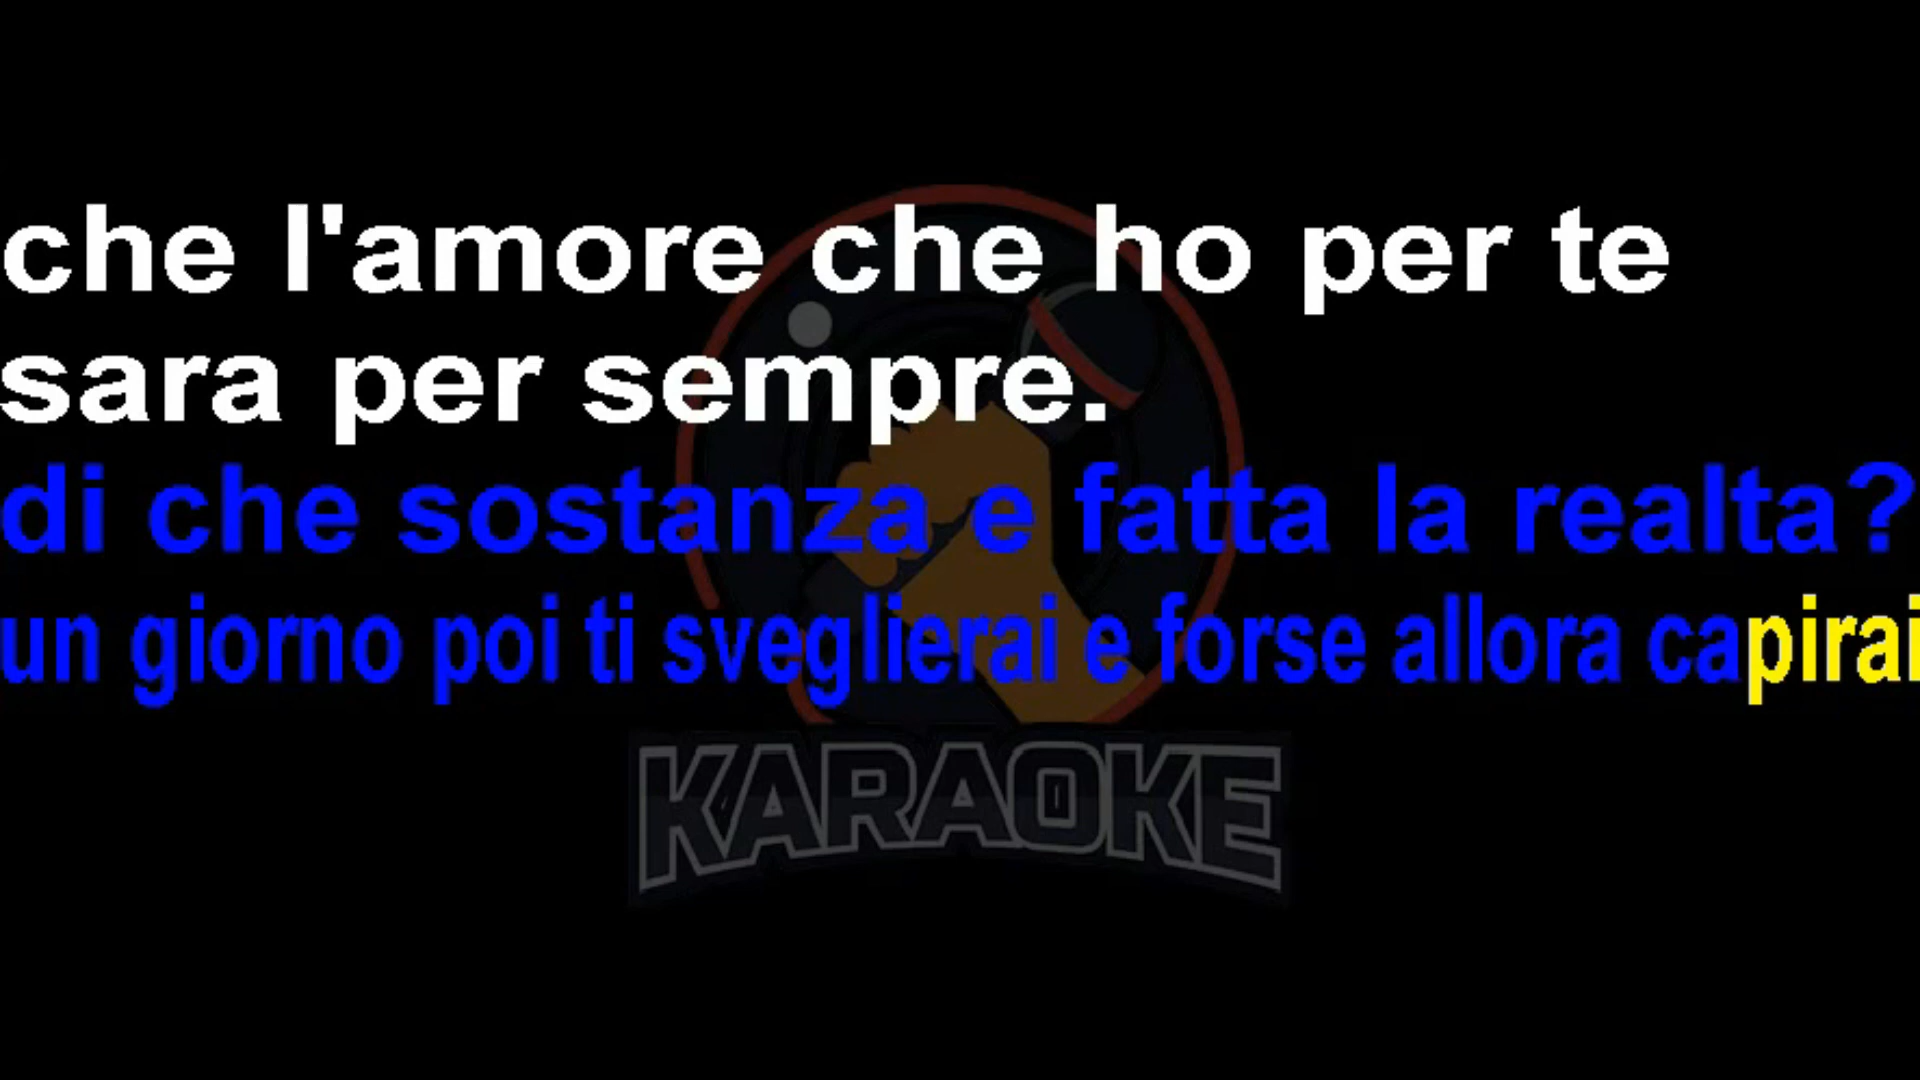 che l'amore che ho per te
sara per sempre.
di che sostanza e fatta la realta?
un giorno poi ti sveglierai e forse allora capirai
KARAOKE